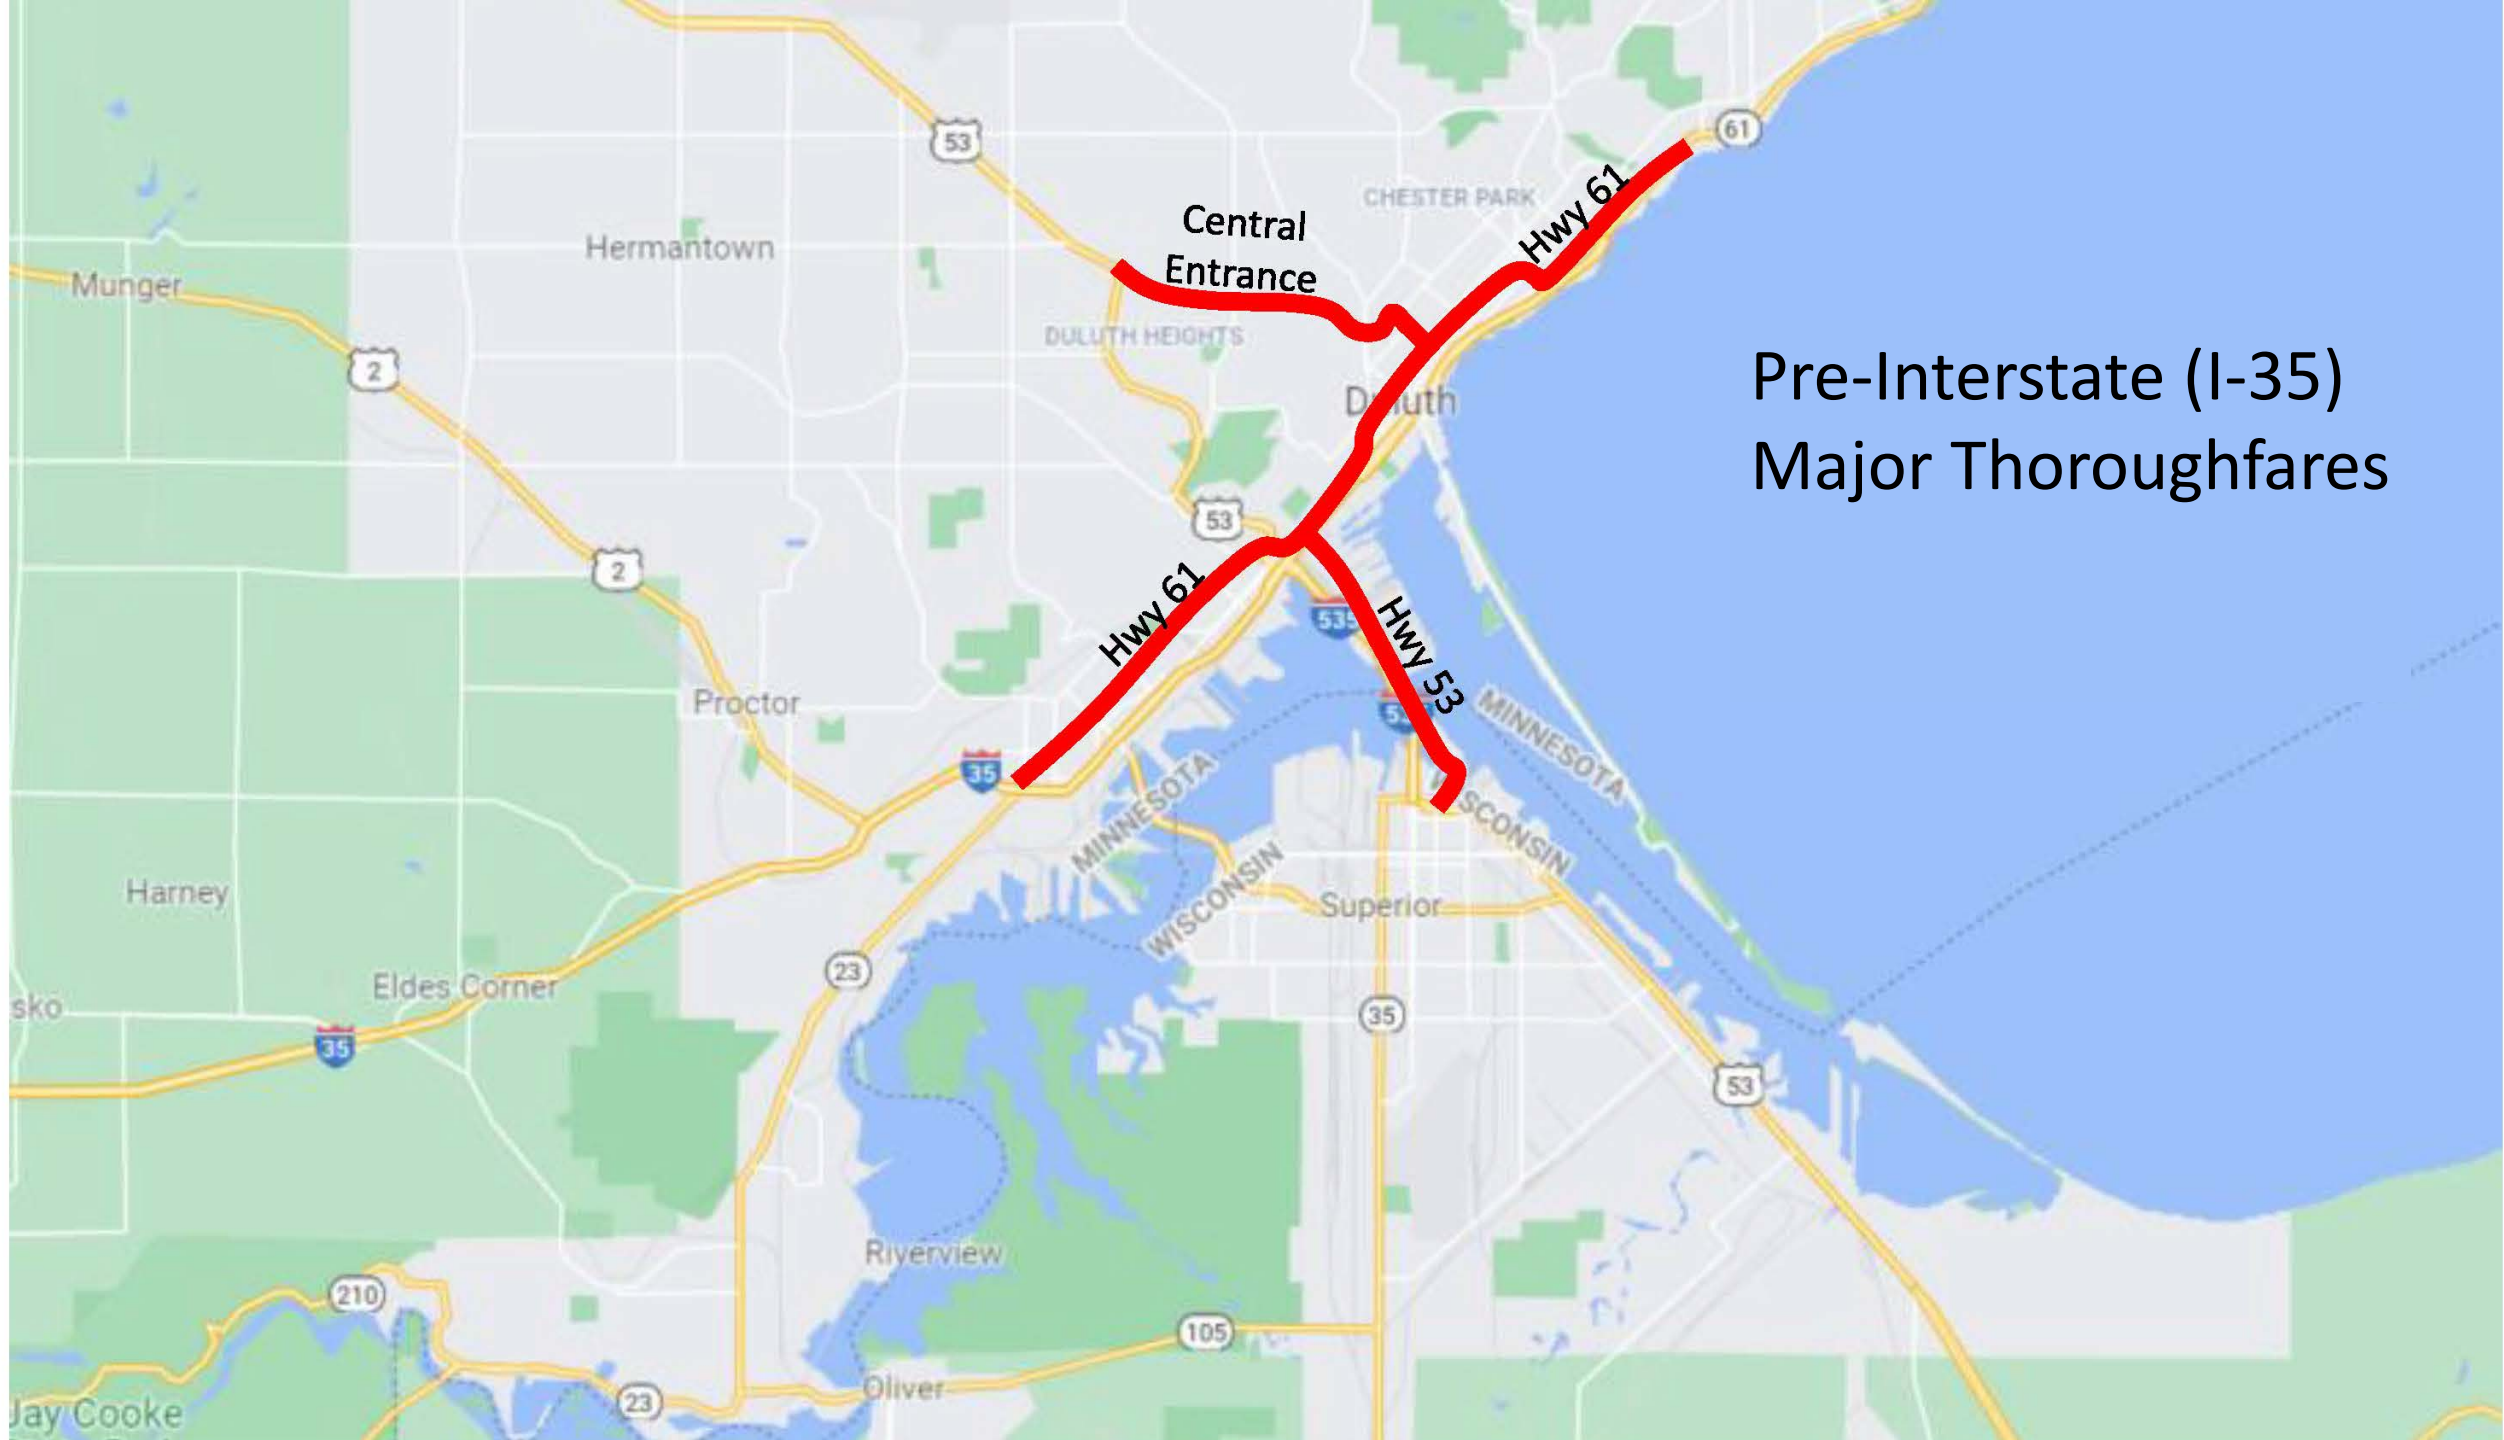 61
53
CHESTER PARK
Hwy 61
Central
Entrance
Hermantown
Munger
DULUTH HEIGHTS
2
Duluth
Pre-Interstate (I-35)
Major Thoroughfares
53
2
Hwy 61
535
Hwy 53
Proctor
535
MINNESOTA
35
MINNESOTA
WISCONSIN
WISCONSIN
Harney
Superior
23
Eldes Corner
sko
35
35
53
Riverview
210
105
Oliver
23
Jay Cooke